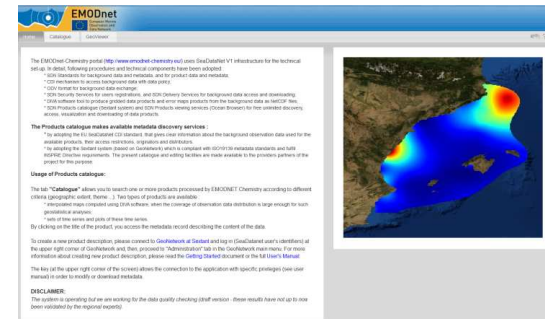 EMODnet
European Marine
Observation and
Data Network
Home Catalogue GeoViewer
The EMODnet-Chemistry portal (http://www.emodnet-chemistry.eu/) uses SeaDataNet V1 infrastructure for the technical
set-up. In detail, following procedures and technical components have been adopted:
* SDN Standards for background data and metadata, and for product data and metadata;
* CDI mechanism to access background data with data policy;
* ODV format for background data exchange;
* SDN Security Services for users registrations, and SDN Delivery Services for background data access and downloading;
* DIVA software tool to produce gridded data products and error maps products from the background data as NetCDF files;
* SDN Products catalogue (Sextant system) and SDN Products viewing services (Ocean Browser) for free unlimited discovery,
access, visualization and downloading of data products.
The Products catalogue makes available metadata discovery services :
* by adopting the EU SeaDatanet CDI standard, that gives clear information about the background observation data used for the
available products, their access restrictions, originators and distributors.
* by adopting the Sextant system (based on Geonetwork) which is compliant with ISO19139 metadata standards and fulfil
INSPIRE Directive requirements. The present catalogue and editing facilities are made available to the providers partners of the
project for this purpose.
Usage of Products catalogue:
The tab "Catalogue" allows you to search one or more products processed by EMODNET Chemistry according to different
criteria (geographic extent, theme ...). Two types of products are available :
* interpolated maps computed using DIVA software, when the coverage of observation data distribution is large enough for such
geostatistical analyses.
* sets of time series and plots of these time series.
By clicking on the title of the product, you access the metadata record describing the content of the data.
To create a new product description, please connect to GeoNetwork at Sextant and log in (SeaDatanet user's identifiers) at
the upper right corner of GeoNetwork and, then, proceed to "Administration" tab in the GeoNetwork main menu. For more
information about creating new product description, please read the Getting Started document or the full User's Manual
The key (at the upper right corner of the screen) allows the connection to the application with specific privileges (see user
manual) in order to modify or download metadata.
DISCLAIMER:
The system is operating but we are working for the data quality checking (draft version - these results have not up to now
been validated by the regional experts)